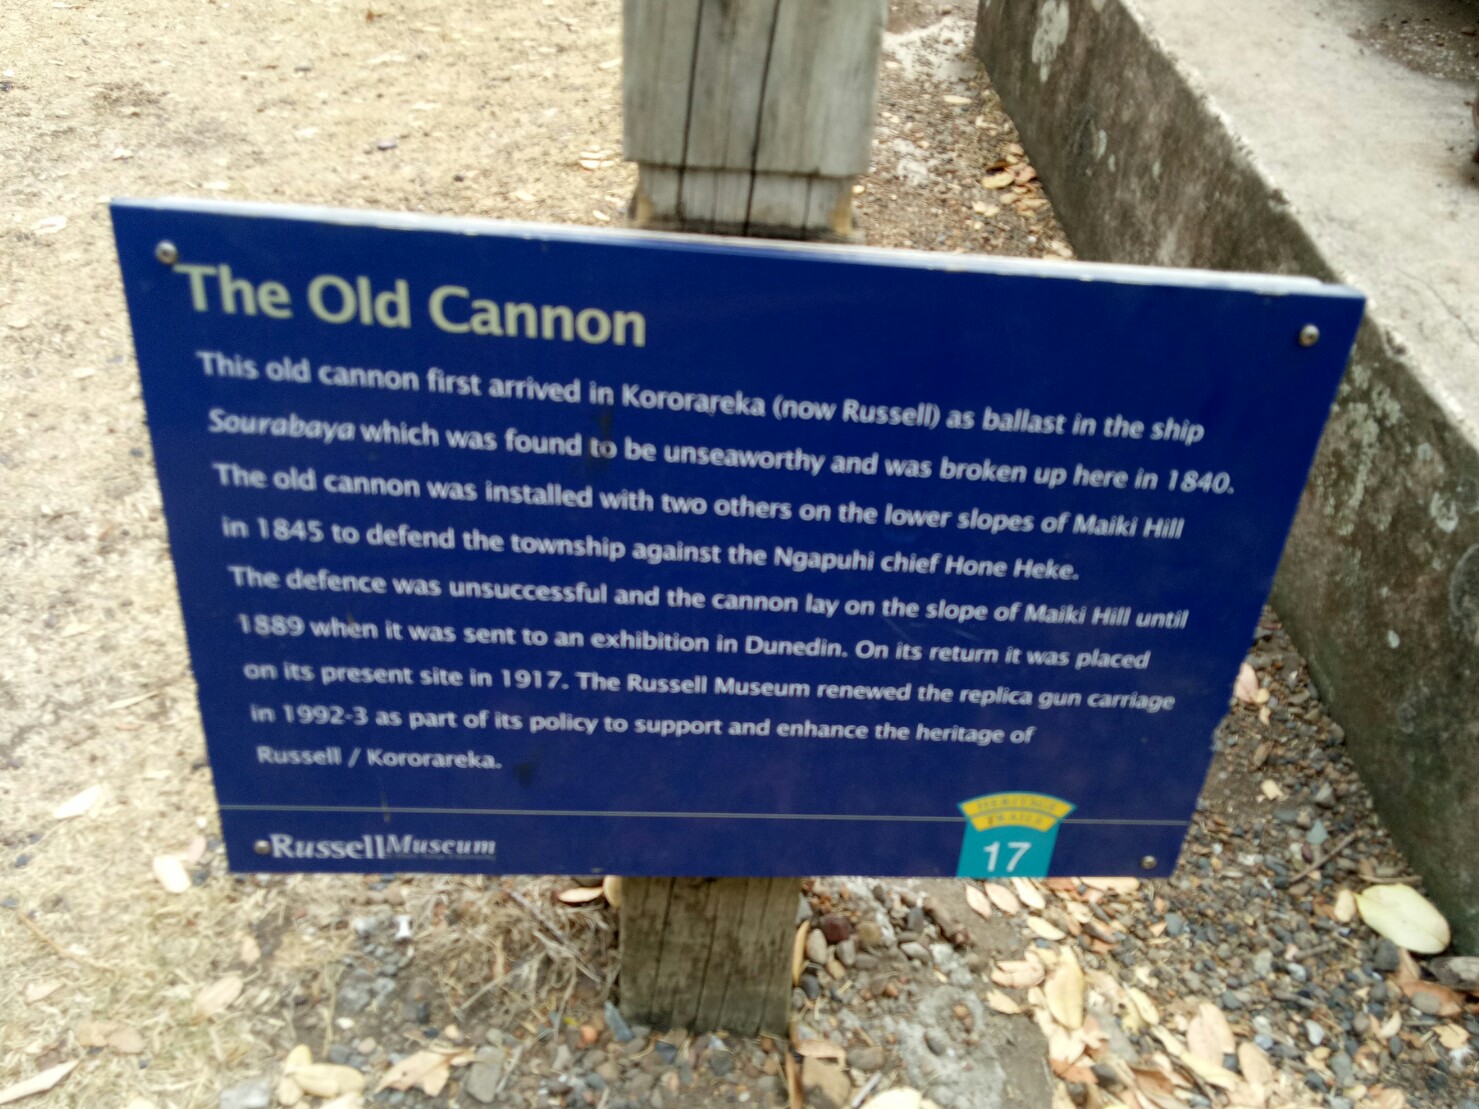 The Old Cannon
This old cannon first arrived in Kororareka (now Russell) as ballast in the ship
Sourabaya which was found to be unseaworthy and was broken up here in 1840.
The old cannon was installed with two others on the lower slopes of Maiki Hill
in 1845 to defend the township against the Ngapuhi chief Hone Heke.
The defence was unsuccessful and the cannon lay on the slope of Maiki Hill until
1889 when it was sent to an exhibition in Dunedin. On its return it was placed
on its present site in 1917. The Russell Museum renewed the replica gun carriage
in 1992-3 as part of its policy to support and enhance the heritage of
Russell / Kororareka.
HERITAGE
TRAILS
17
Russell Museum